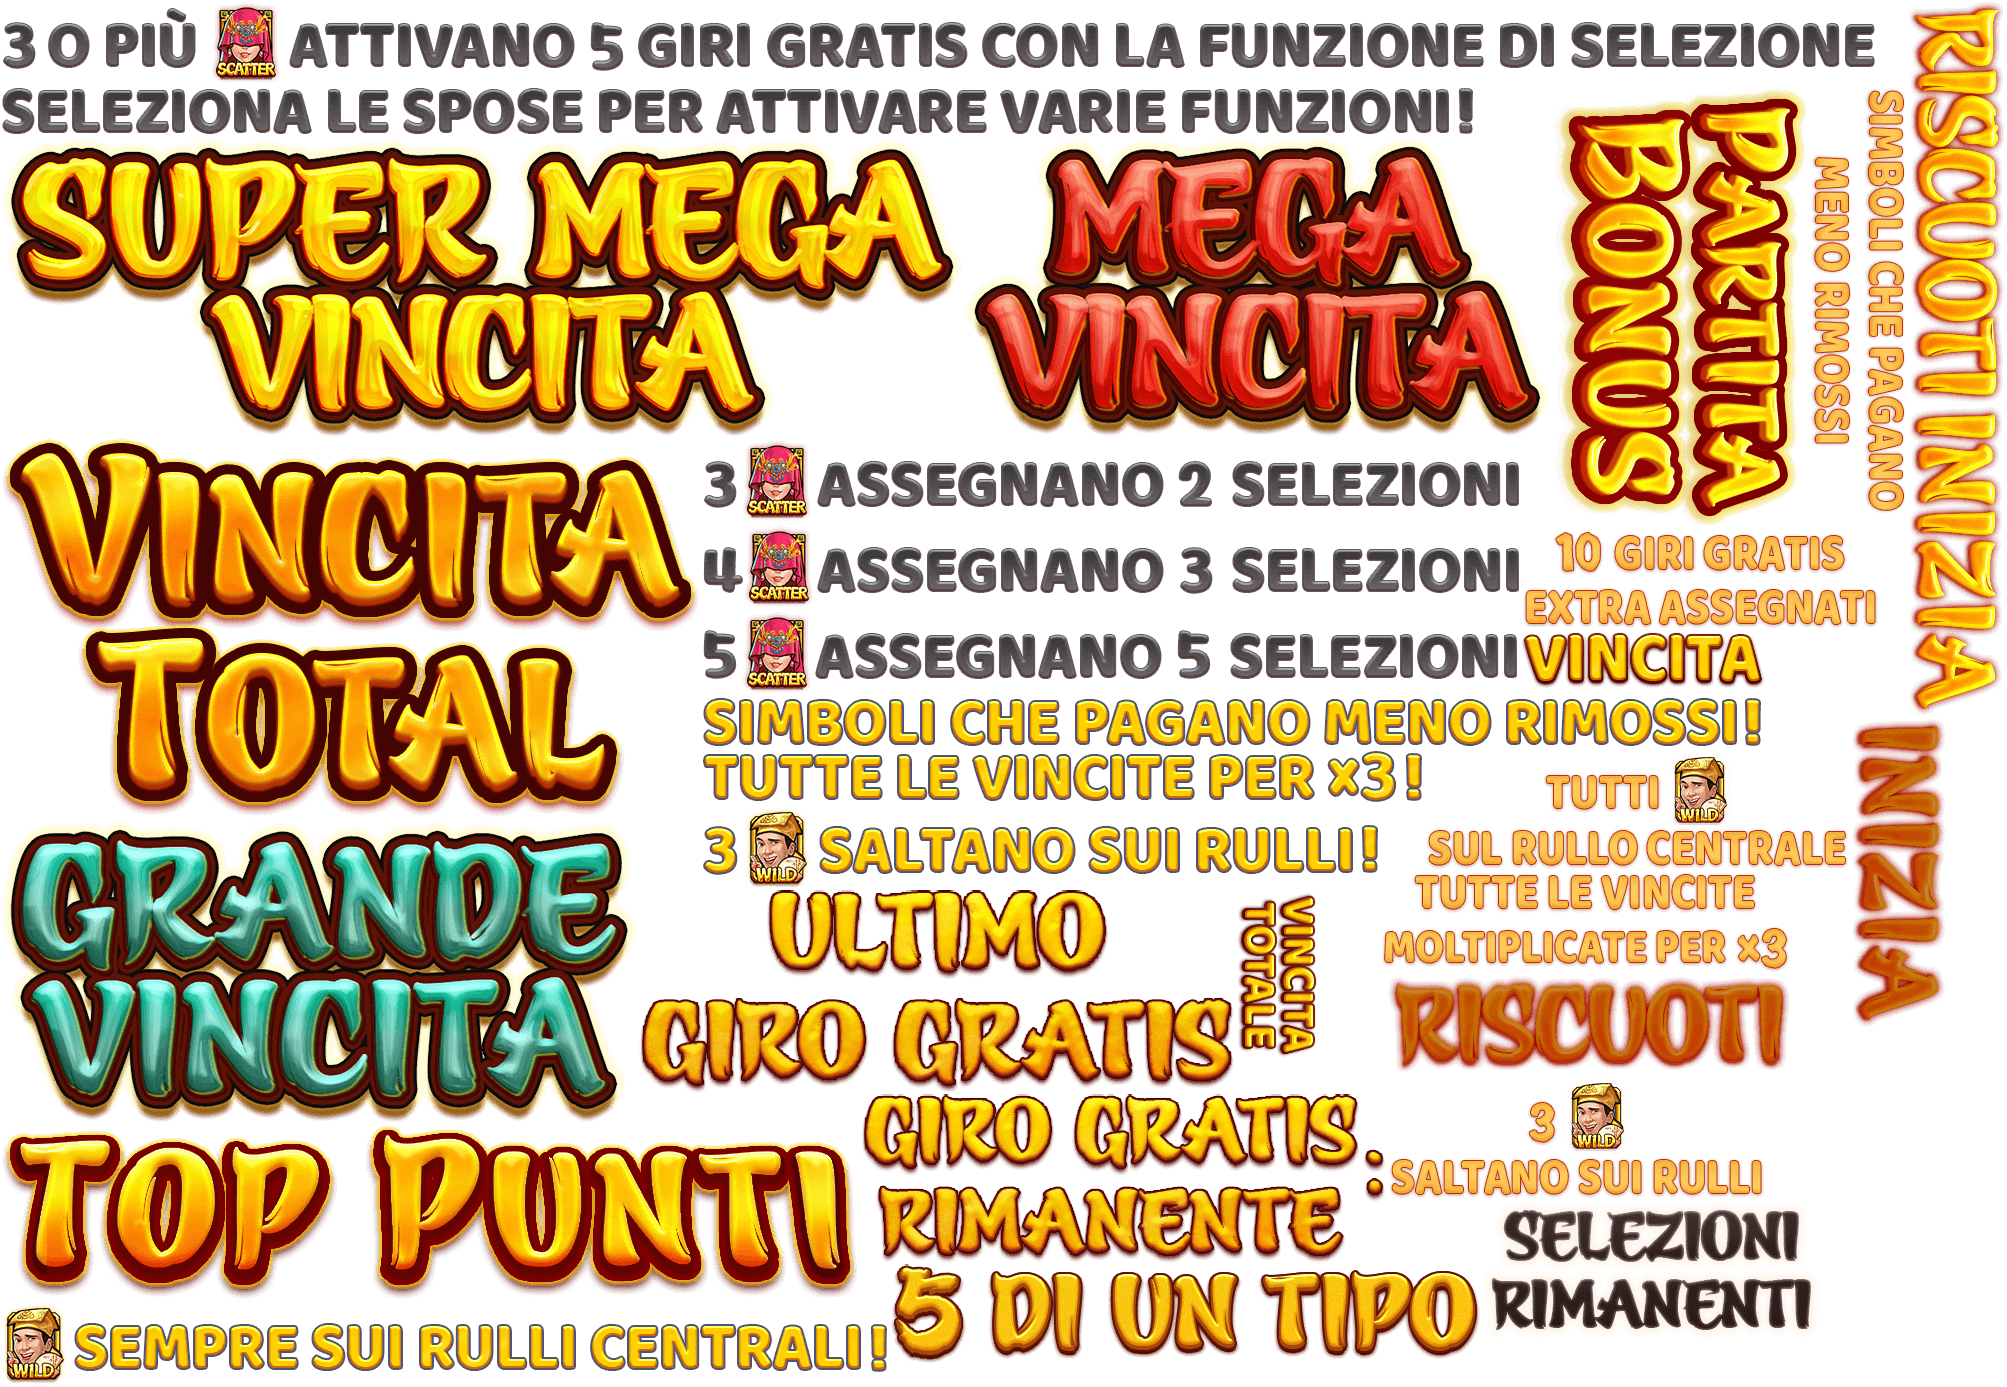 3 O PIÙ SCATTER ATTIVANO 5 GIRI GRATIS CON LA FUNZIONE DI SELEZIONE
SELEZIONA LE SPOSE PER ATTIVARE VARIE FUNZIONI!
SUPER MEGA
VINCITA
MEGA
VINCITA
PARTITA
BONUS
SIMBOLI CHE PAGANO
MENO RIMOSSI
RISCUOTI INIZIA
VINCITA
TOTAL
3 SCATTER ASSEGNANO 2 SELEZIONI
4 SCATTER ASSEGNANO 3 SELEZIONI
5 SCATTER ASSEGNANO 5 SELEZIONI
10 GIRI GRATIS
EXTRA ASSEGNATI
VINCITA
SIMBOLI CHE PAGANO MENO RIMOSSI!
TUTTE LE VINCITE PER ×3!
3 WILD SALTANO SUI RULLI!
TUTTI WILD
SUL RULLO CENTRALE
TUTTE LE VINCITE
MOLTIPLICATE PER ×3
INIZIA
GRANDE
VINCITA
ULTIMO
GIRO GRATIS
VINCITA
TOTALE
RISCUOTI
GIRO GRATIS
RIMANENTE :
3 WILD
SALTANO SUI RULLI
TOP PUNTI
5 DI UN TIPO
SELEZIONI
RIMANENTI
WILD SEMPRE SUI RULLI CENTRALI!